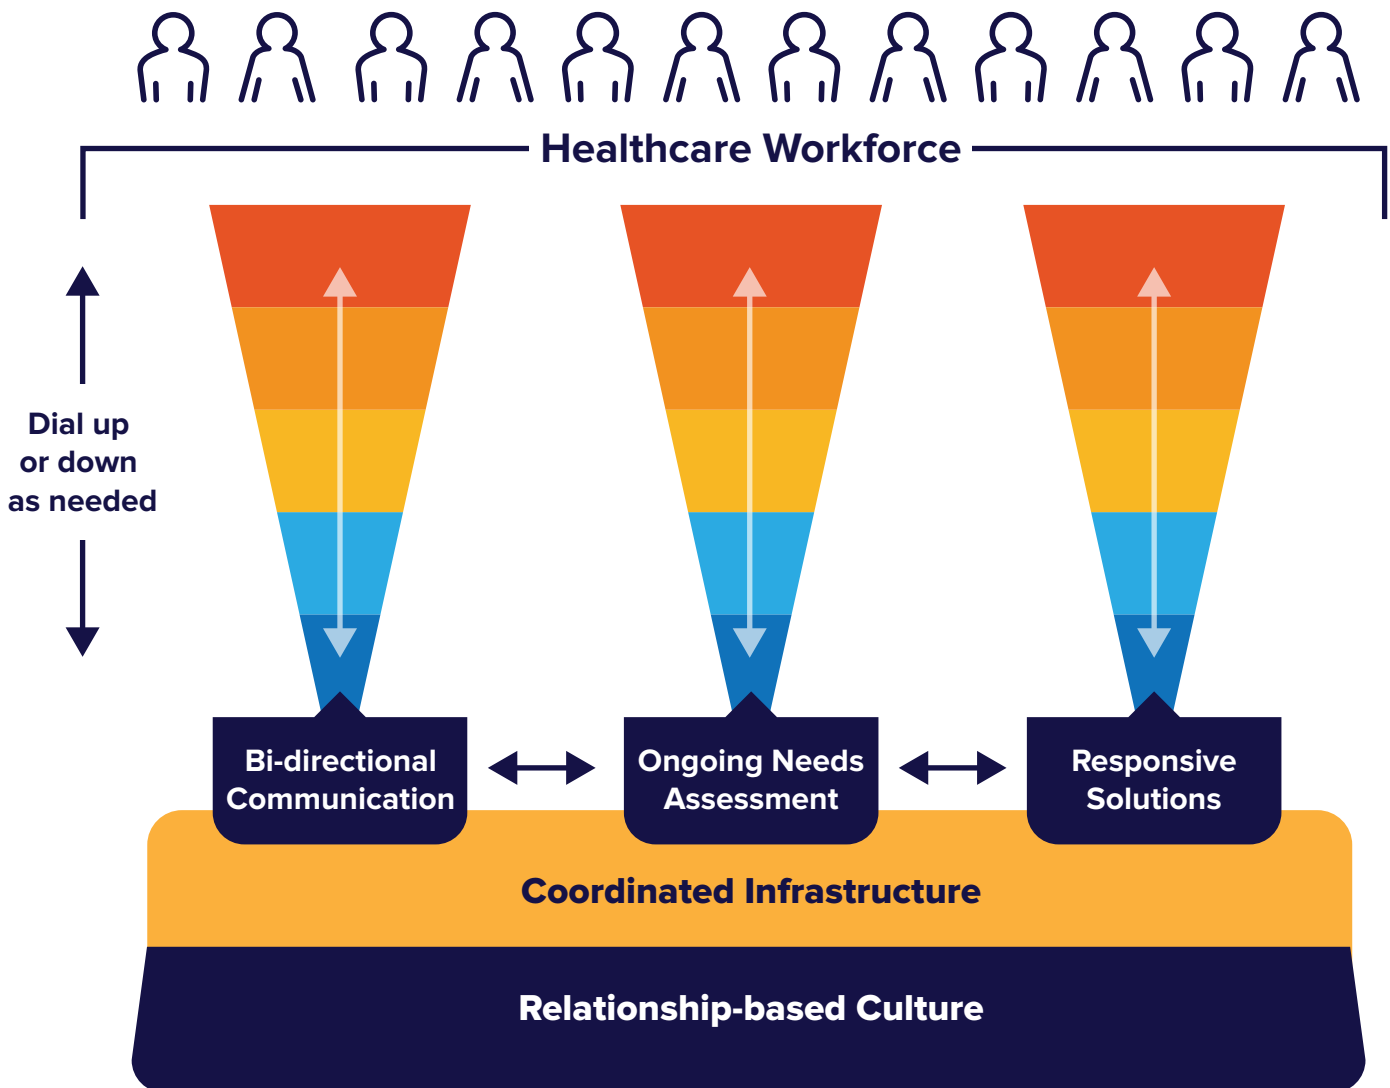 Healthcare Workforce
Dial up
or down
as needed
Bi-directional
Communication
Ongoing Needs
Assessment
Responsive
Solutions
Coordinated Infrastructure
Relationship-based Culture